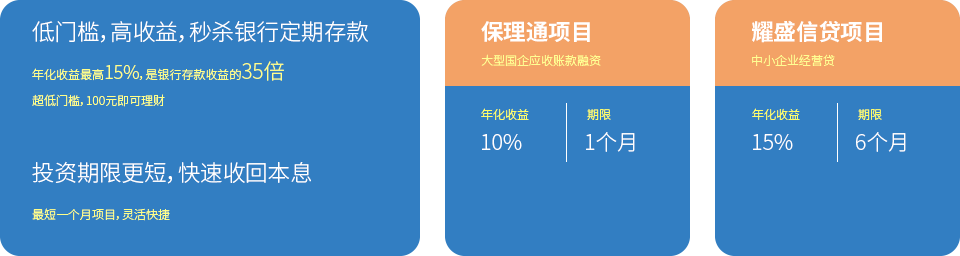 低门槛，高收益，秒杀银行定期存款
年化收益最高15%，是银行存款收益的35倍
超低门槛，100元即可理财
投资期限更短，快速收回本息
最短一个月项目，灵活快捷
保理通项目
大型国企应收账款融资
年化收益
期限
10%
1个月
耀盛信贷项目
中小企业经营贷
年化收益
期限
15%
6个月